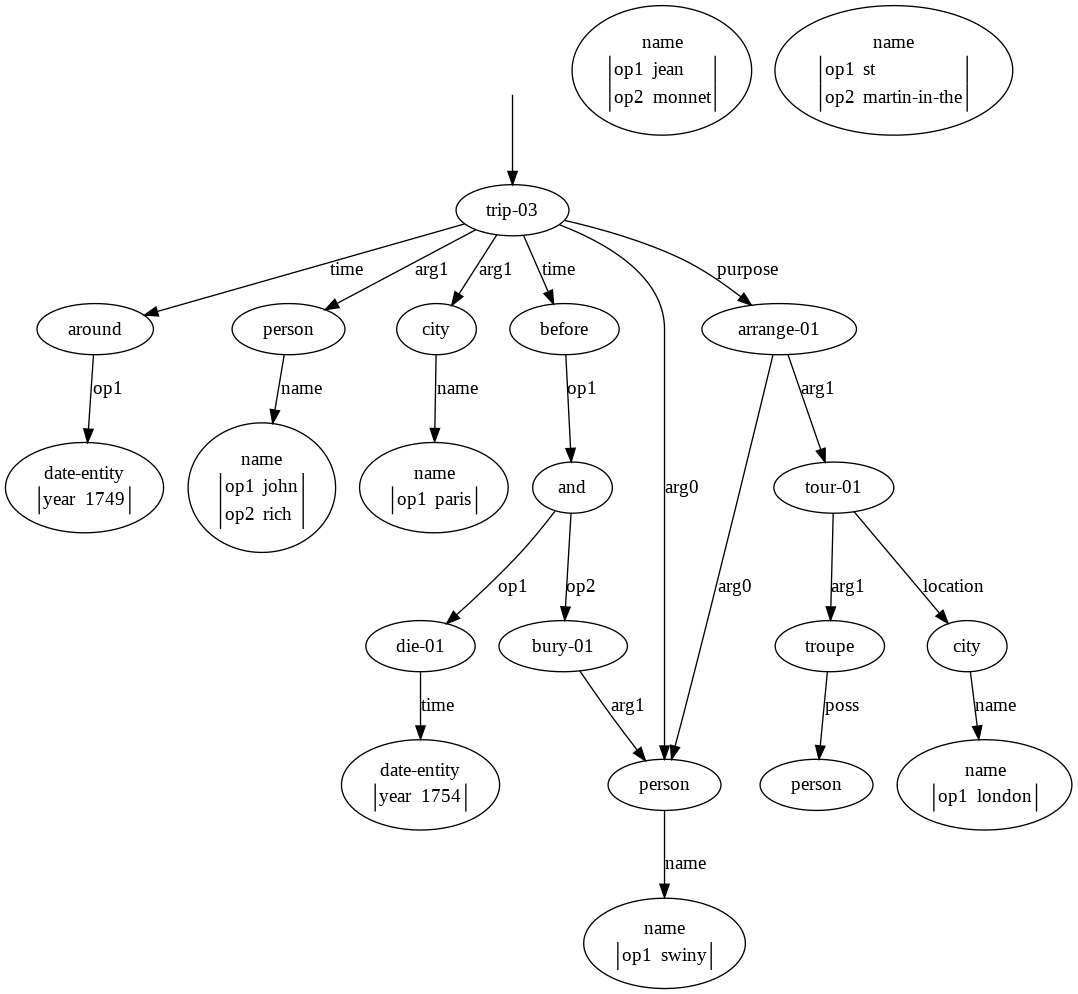 name
op1 jean
op2 monnet
name
op1 st
op2 martin-in-the
trip-03
time
arg1
arg1
time
purpose
around
person
city
before
arrange-01
op1
name
name
op1
arg1
date-entity
year 1749
name
op1 john
op2 rich
name
op1 paris
and
arg0
tour-01
op1
op2
arg0
arg1
location
die-01
bury-01
troupe
city
time
arg1
poss
name
date-entity
year 1754
person
person
name
op1 london
name
name
op1 swiny